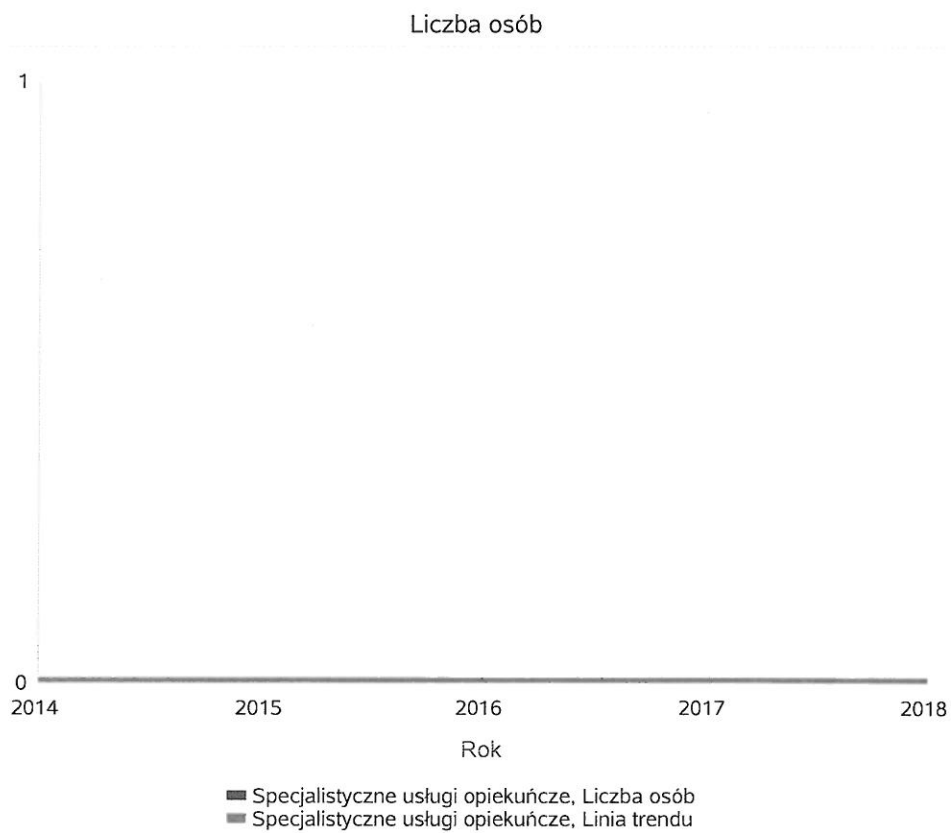 Liczba osób
1
0
2014 2015 2016 2017 2018
Rok
Specjalistyczne usługi opiekuńcze, Liczba osób
Specjalistyczne usługi opiekuńcze, Linia trendu